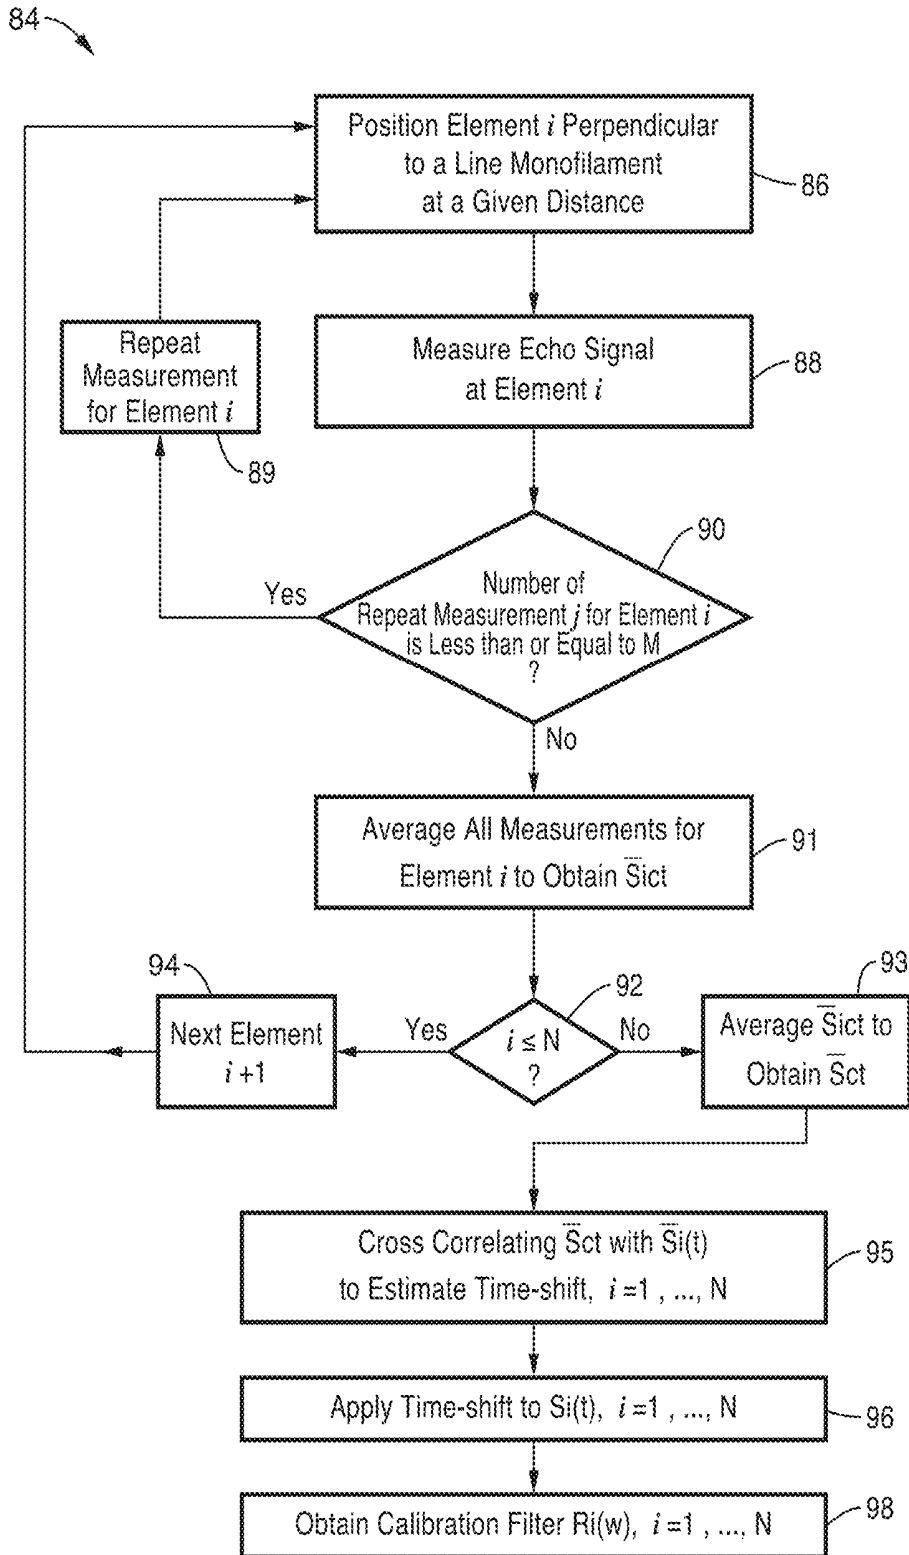 84
Position Element i Perpendicular
to a Line Monofilament
at a Given Distance
86
Repeat
Measurement
for Element i
89
Measure Echo Signal
at Element i
88
90
Number of
Repeat Measurement j for Element i
is Less than or Equal to M
?
Yes
No
Average All Measurements for
Element i to Obtain S̅ict
91
94
Next Element
i +1
Yes
92
i ≤ N
?
No
93
Average S̅ict to
Obtain S̅ct
Cross Correlating S̅ct with S̅i(t)
to Estimate Time-shift, i =1 , ..., N
95
Apply Time-shift to Si(t), i =1 , ..., N
96
Obtain Calibration Filter Ri(w), i =1 , ..., N
98